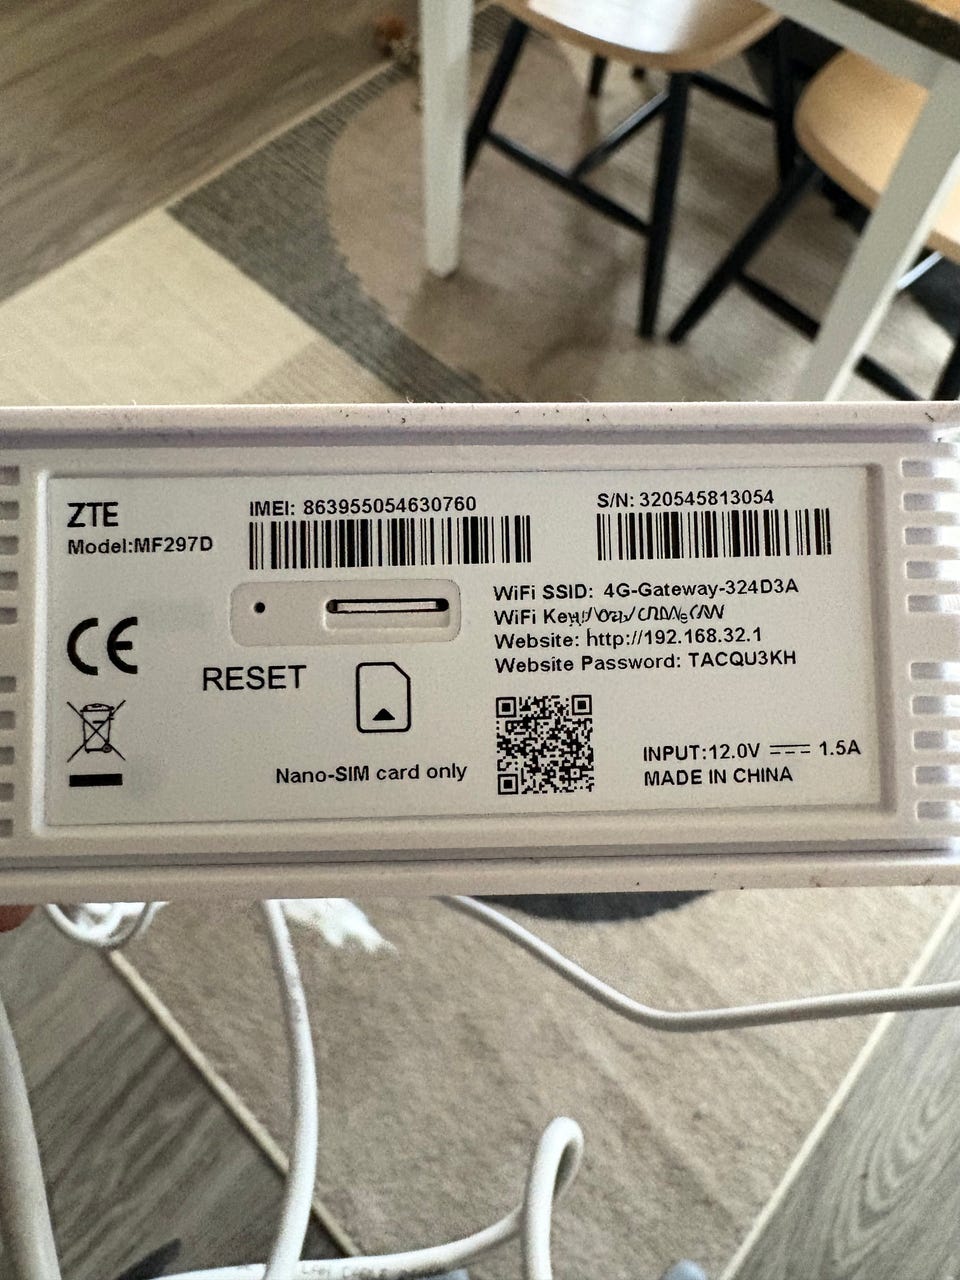 ZTE
Model:MF297D
IMEI: 863955054630760
S/N: 320545813054
WiFi SSID: 4G-Gateway-324D3A
WiFi Key
Website: http://192.168.32.1
Website Password: TACQU3KH
RESET
Nano-SIM card only
INPUT:12.0V 1.5A
MADE IN CHINA